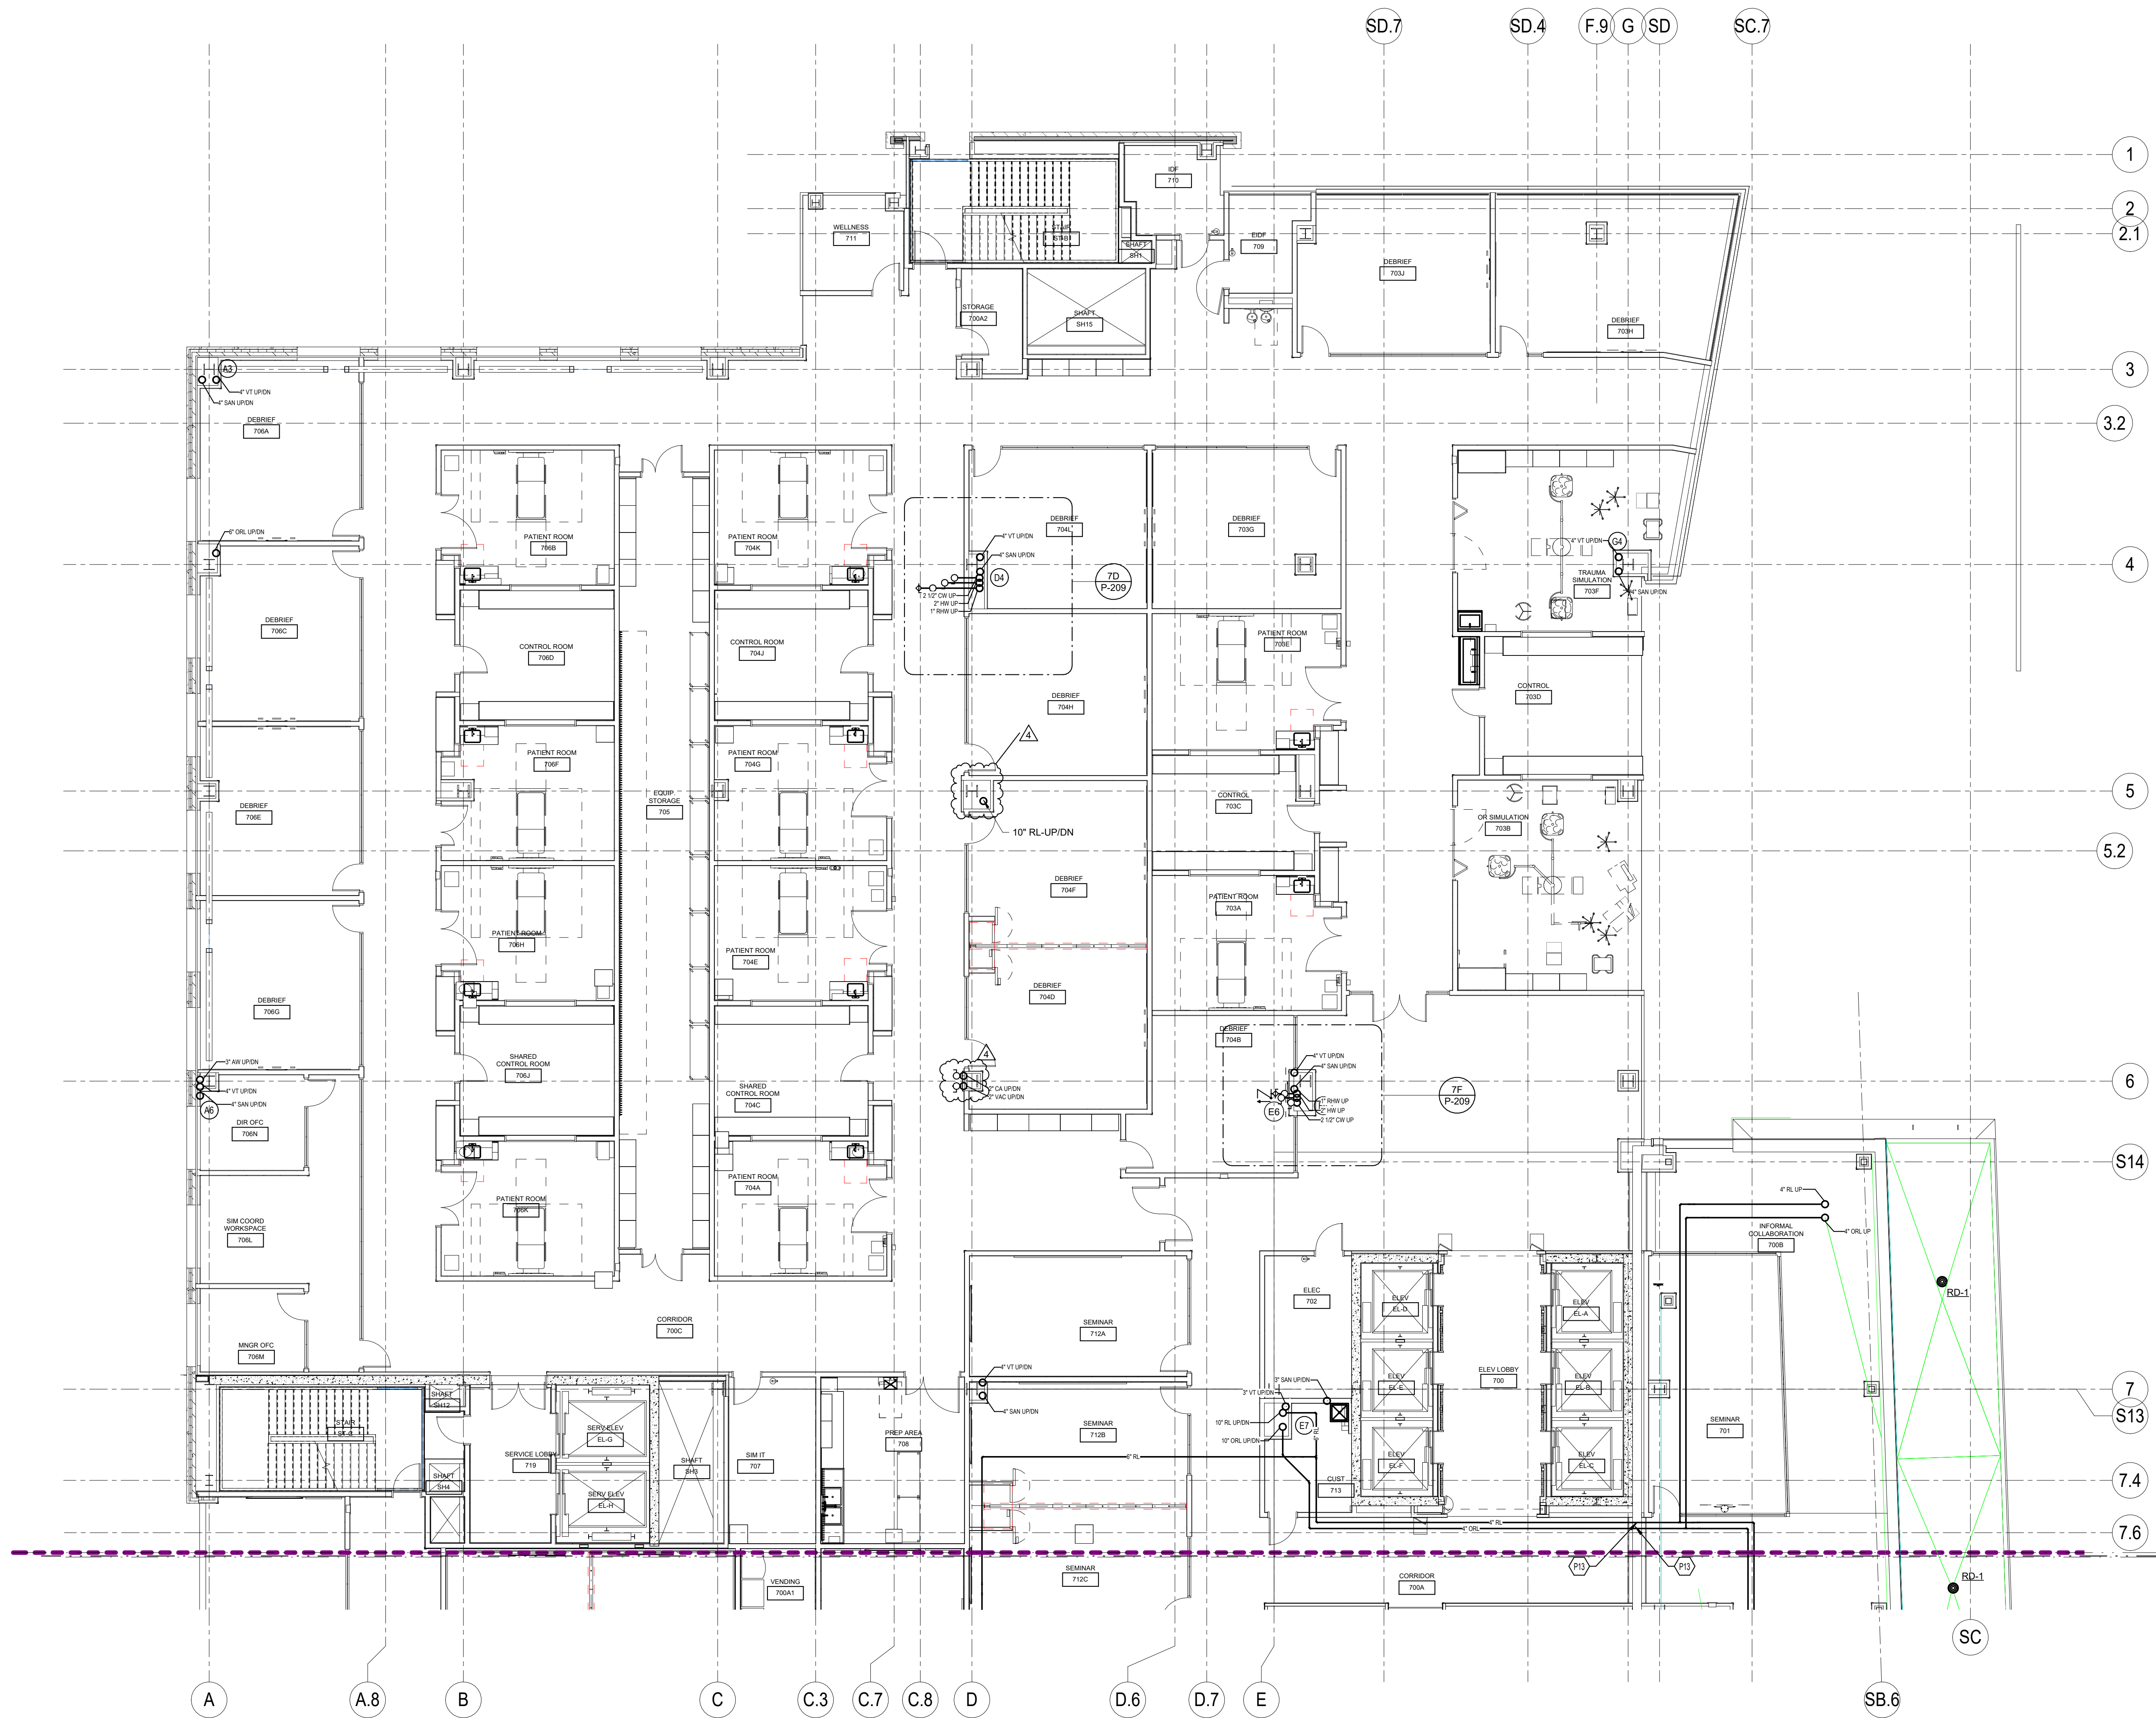 SD.7
SD.4
F.9
G
SD
SC.7
1
2
2.1
3
3.2
4
5
5.2
6
S14
7
S13
7.4
7.6
IDF
710
WELLNESS
711
STAIR
ST-B
SHAFT
SH1
EIDF
709
DEBRIEF
703J
DEBRIEF
703H
STORAGE
700A2
SHAFT
SH15
A3
4" VT UP/DN
4" SAN UP/DN
DEBRIEF
706A
6" ORL UP/DN
PATIENT ROOM
706B
PATIENT ROOM
704K
DEBRIEF
704L
DEBRIEF
703G
4" VT UP/DN
4" SAN UP/DN
D4
2 1/2" CW UP
2" HW UP
1" RHW UP
7D
P-209
4" VT UP/DN
G4
TRAUMA
SIMULATION
703F
4" SAN UP/DN
DEBRIEF
706C
CONTROL ROOM
706D
CONTROL ROOM
704J
PATIENT ROOM
703E
DEBRIEF
704H
CONTROL
703D
4
PATIENT ROOM
706F
PATIENT ROOM
704G
EQUIP.
STORAGE
705
DEBRIEF
706E
CONTROL
703C
10" RL-UP/DN
OR SIMULATION
703B
DEBRIEF
704F
PATIENT ROOM
703A
PATIENT ROOM
706H
PATIENT ROOM
704E
DEBRIEF
706G
DEBRIEF
704D
DEBRIEF
704B
3" AW UP/DN
4" VT UP/DN
4" SAN UP/DN
A6
SHARED
CONTROL ROOM
706J
SHARED
CONTROL ROOM
704C
4
2" CA UP/DN
2" VAC UP/DN
4" VT UP/DN
4" SAN UP/DN
1" RHW UP
2" HW UP
2 1/2" CW UP
E6
7F
P-209
DIR OFC
706N
PATIENT ROOM
706K
PATIENT ROOM
704A
SIM COORD
WORKSPACE
706L
4" RL UP
4" ORL UP
INFORMAL
COLLABORATION
700B
RD-1
ELEC
702
ELEV
EL-D
ELEV
EL-A
CORRIDOR
700C
SEMINAR
712A
MNGR OFC
706M
ELEV
EL-E
ELEV LOBBY
700
ELEV
EL-B
4" VT UP/DN
4" SAN UP/DN
3" SAN UP/DN
3" VT UP/DN
10" RL UP/DN
10" ORL UP/DN
E7
SHAFT
SH12
STAIR
ST-C
SERV ELEV
EL-G
SERVICE LOBBY
719
SHAFT
SH3
SIM IT
707
PREP AREA
708
SEMINAR
712B
6" RL
SEMINAR
701
ELEV
EL-F
ELEV
EL-C
SHAFT
SH4
SERV ELEV
EL-H
CUST
713
4" RL
4" ORL
P13
P13
VENDING
700A1
SEMINAR
712C
CORRIDOR
700A
RD-1
A
A.8
B
C
C.3
C.7
C.8
D
D.6
D.7
E
SB.6
SC